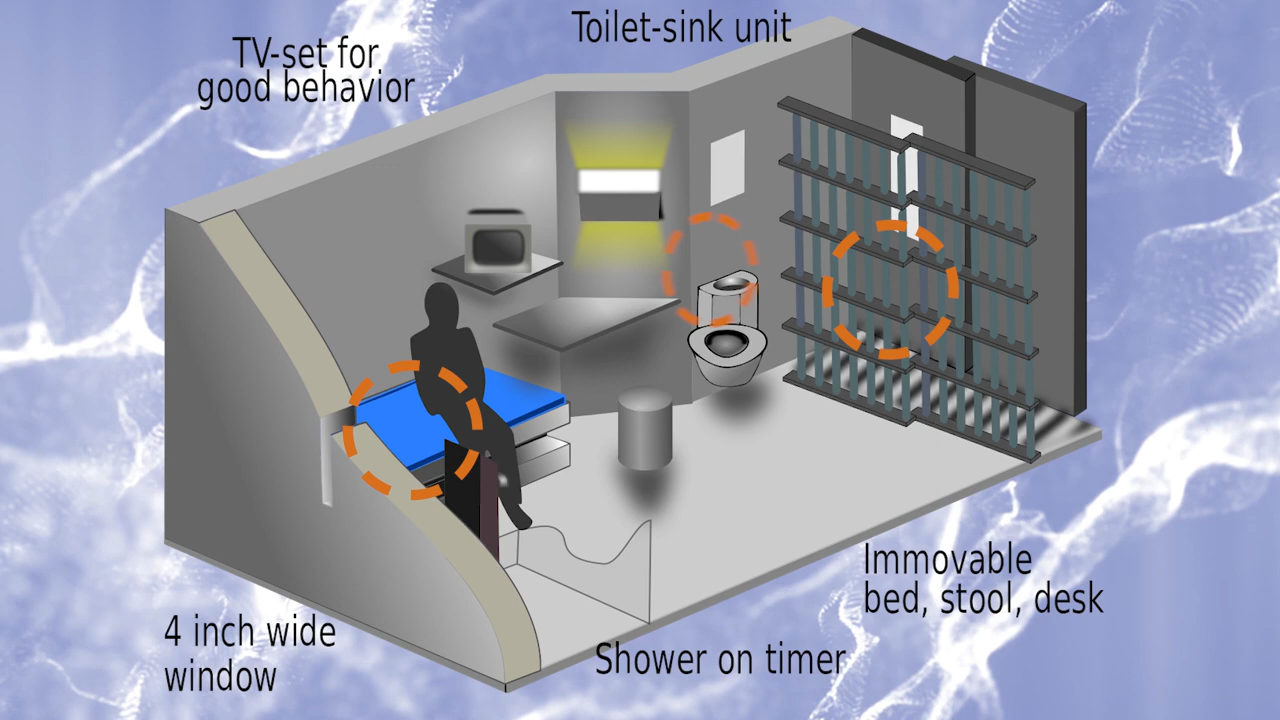 Toilet-sink unit
TV-set for
good behavior
Immovable
bed, stool, desk
4 inch wide
window
Shower on timer